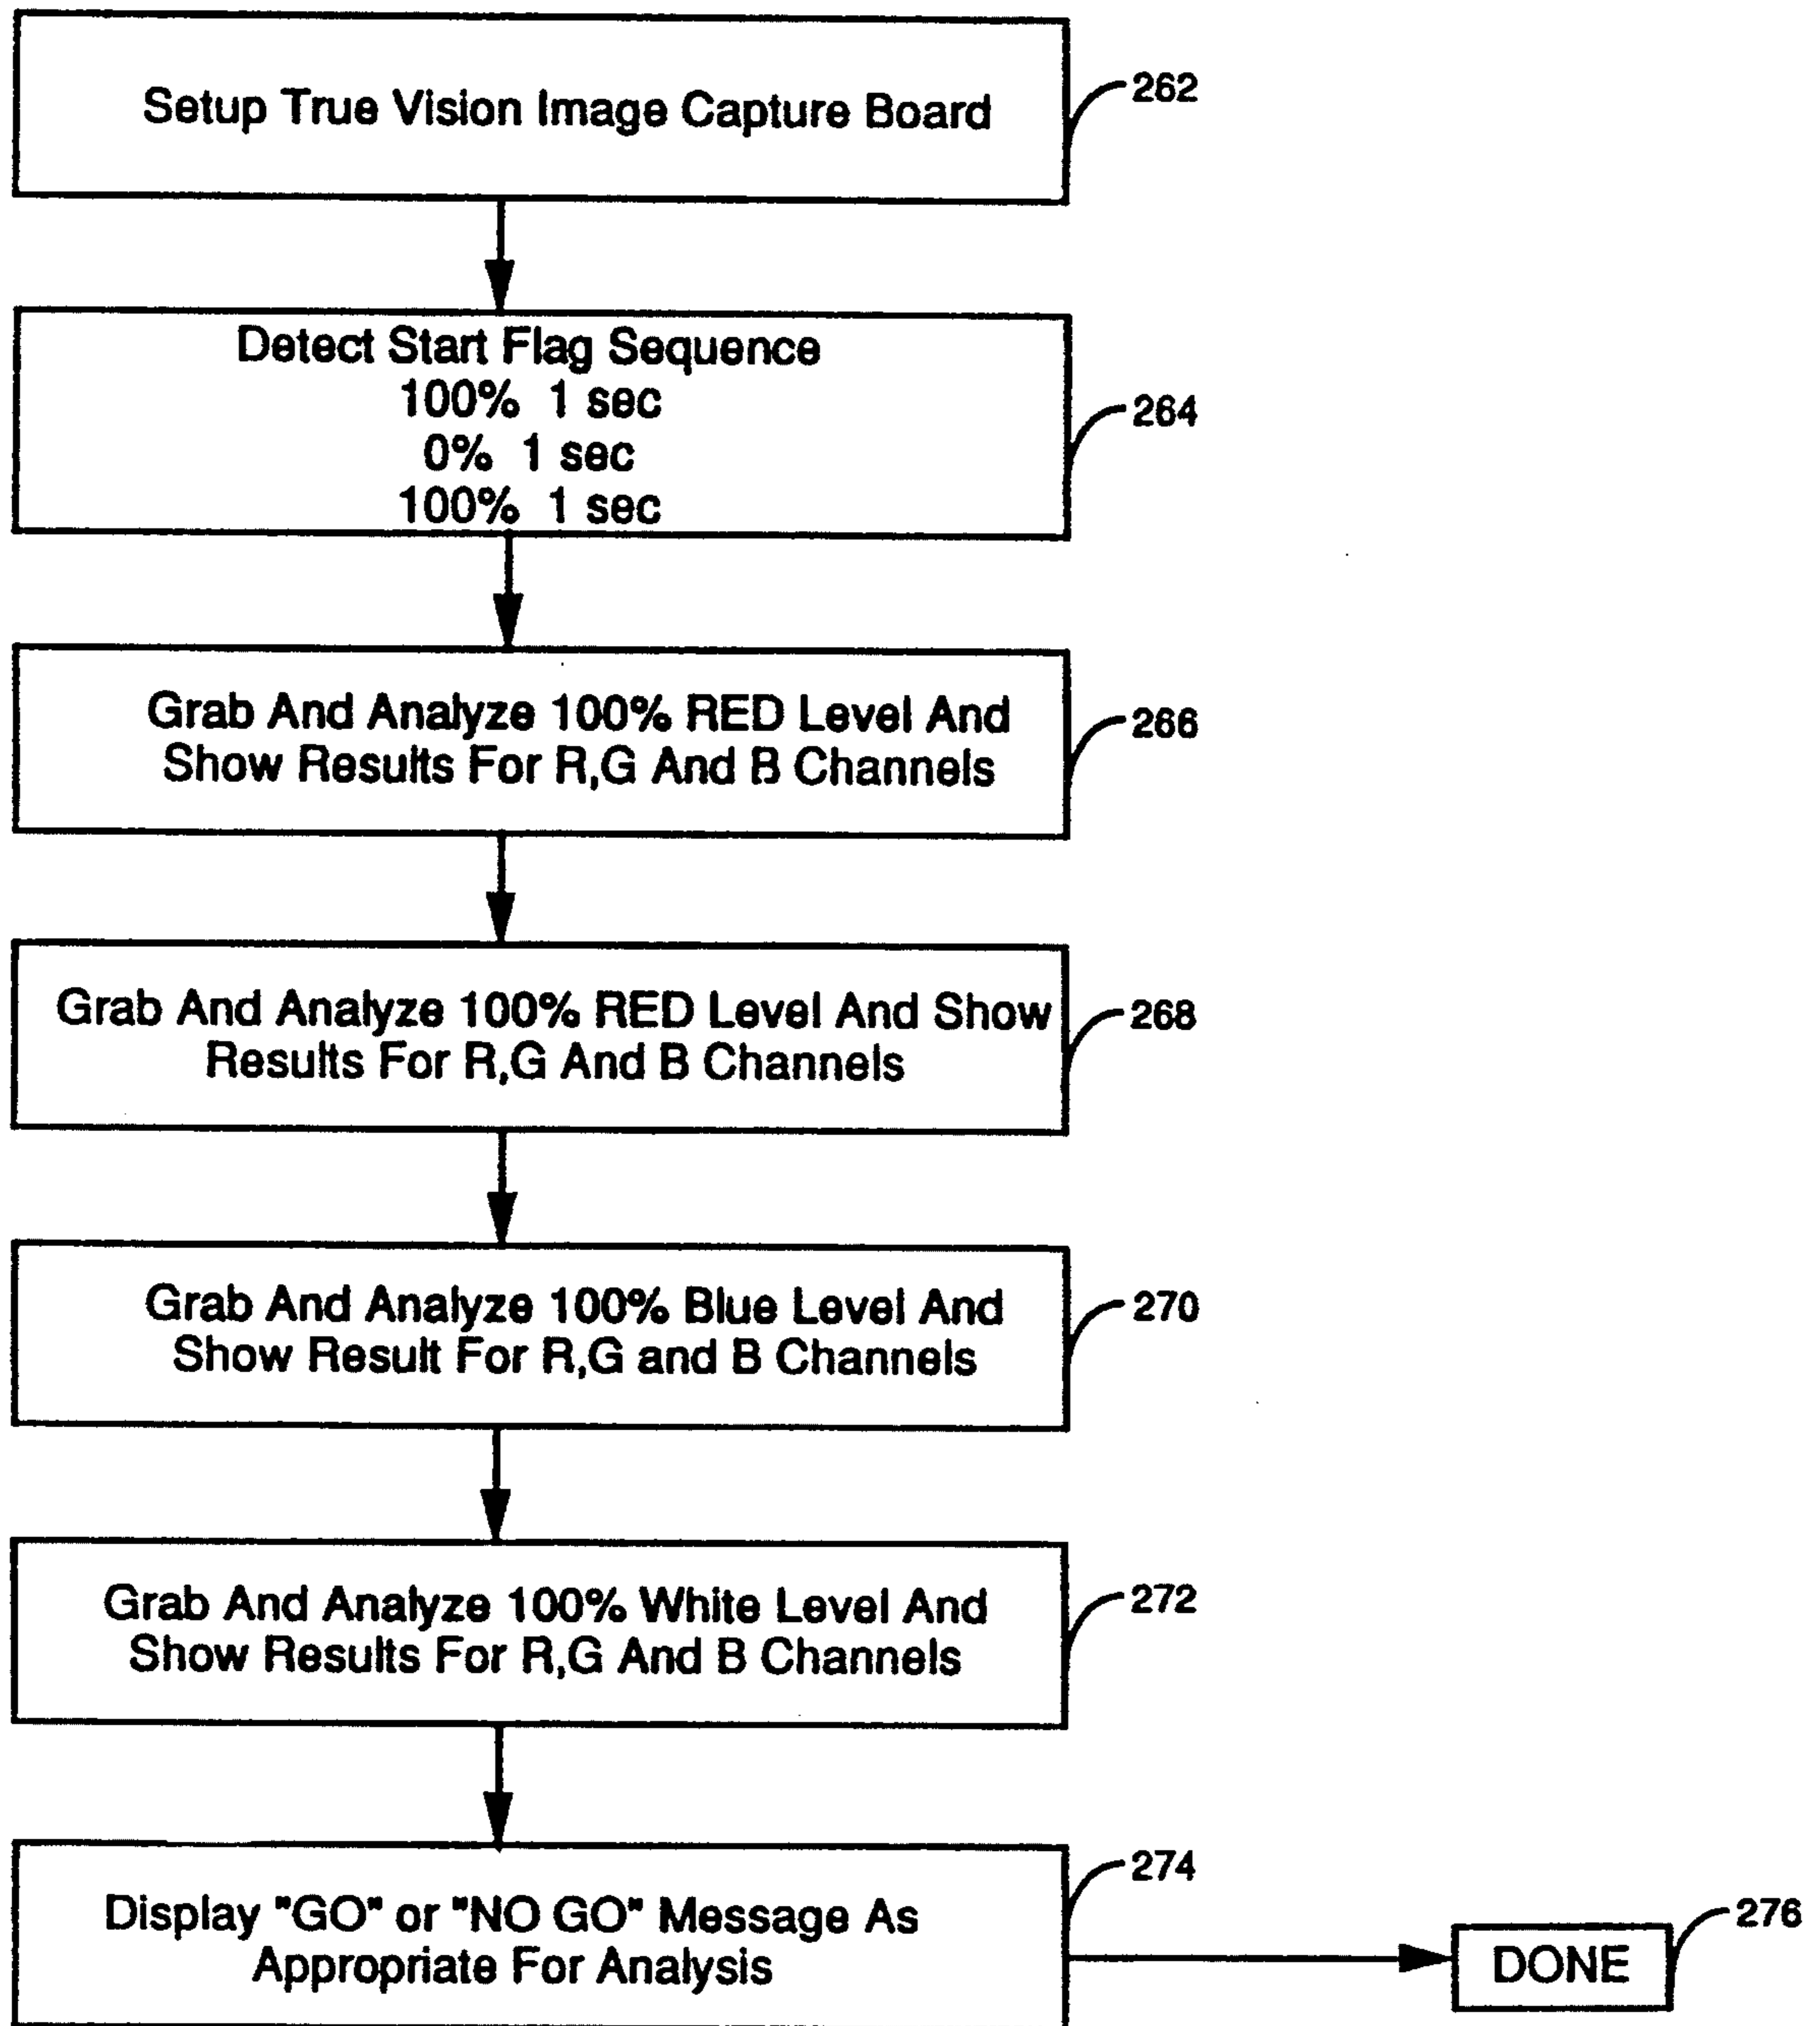 Setup True Vision Image Capture Board
262
Detect Start Flag Sequence
100% 1 sec
0% 1 sec
100% 1 sec
264
Grab And Analyze 100% RED Level And
Show Results For R,G And B Channels
266
Grab And Analyze 100% RED Level And Show
Results For R,G And B Channels
268
Grab And Analyze 100% Blue Level And
Show Result For R,G and B Channels
270
Grab And Analyze 100% White Level And
Show Results For R,G And B Channels
272
Display "GO" or "NO GO" Message As
Appropriate For Analysis
274
DONE
276